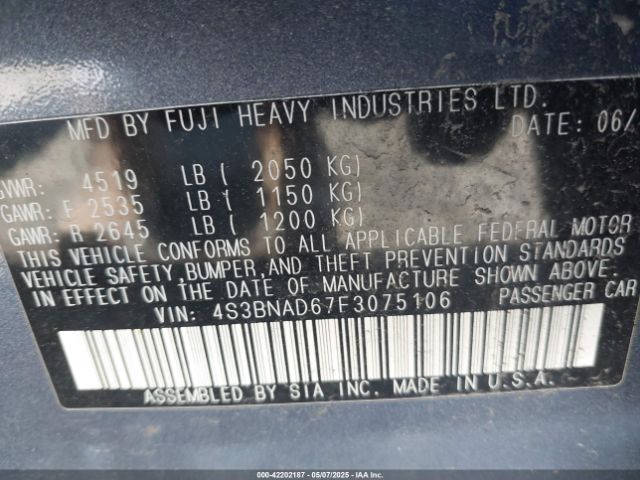 MFD BY FUJI HEAVY INDUSTRIES LTD.
DATE: 06/
GVWR: 4519 LB ( 2050 KG)
GAWR: F 2535 LB ( 1150 KG)
GAWR: R 2645 LB ( 1200 KG)
THIS VEHICLE CONFORMS TO ALL APPLICABLE FEDERAL MOTOR
VEHICLE SAFETY, BUMPER, AND THEFT PREVENTION STANDARDS
IN EFFECT ON THE DATE OF MANUFACTURE SHOWN ABOVE.
VIN: 4S3BNAD67F3075106 PASSENGER CAR
ASSEMBLED BY SIA INC. MADE IN U.S.A.
000-42202187 - 05/07/2025 - IAAI.COM